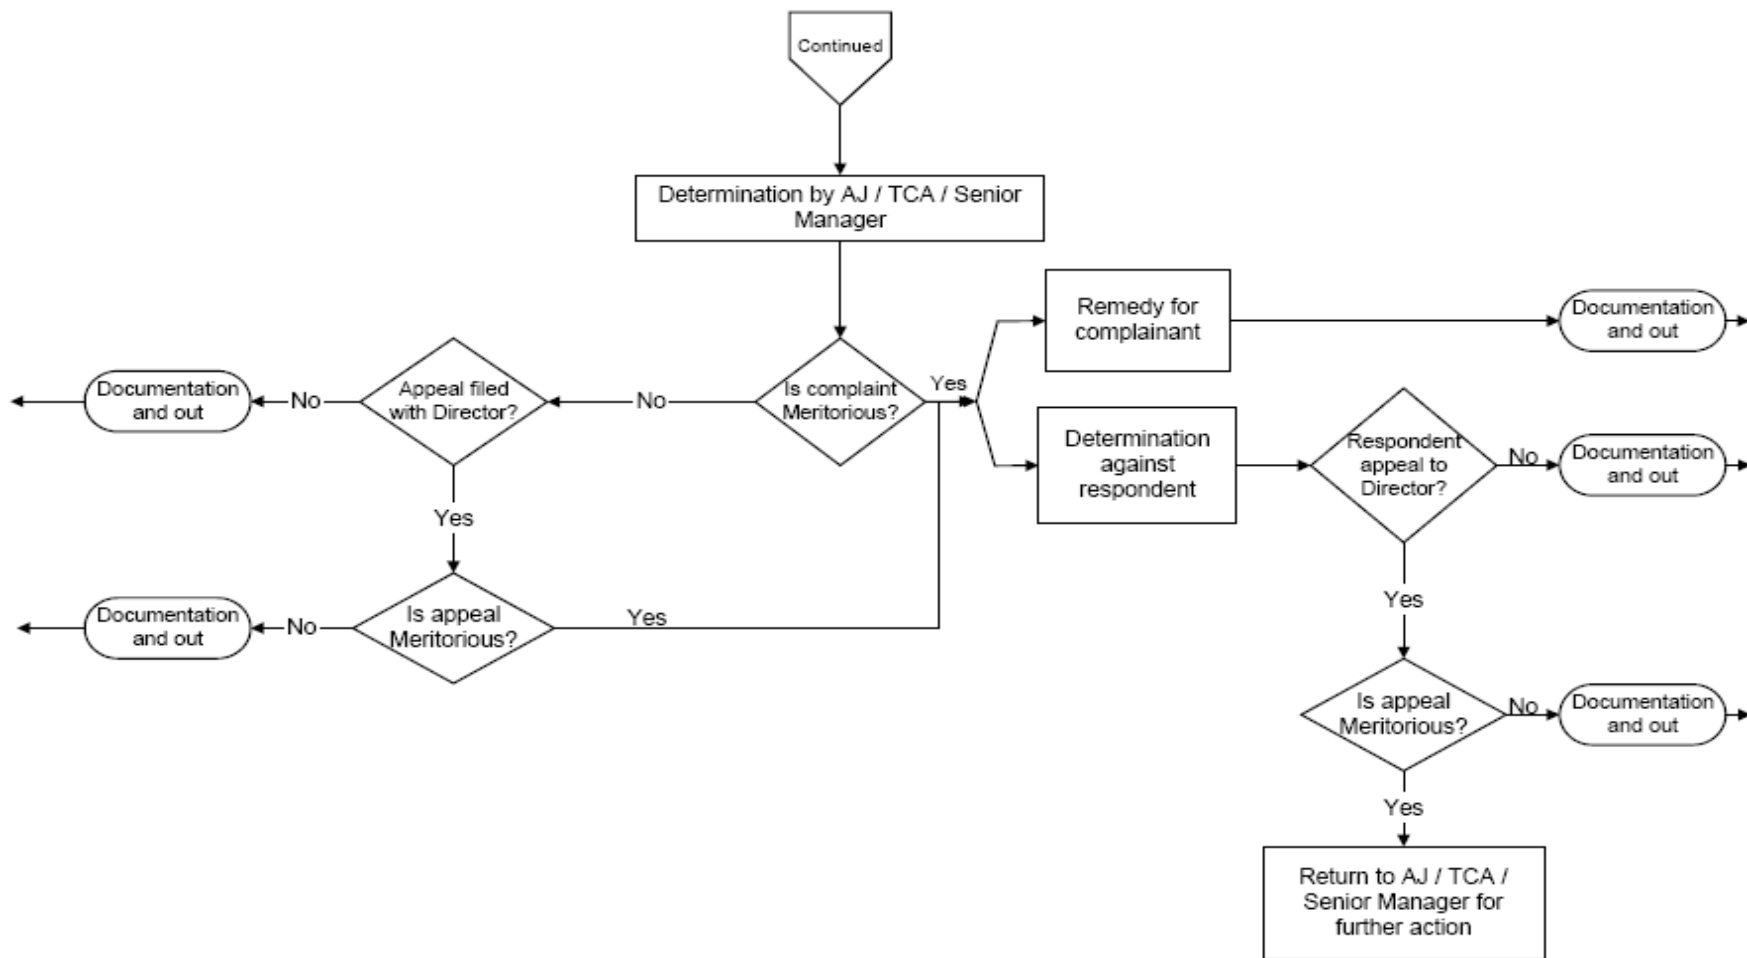 Continued
Determination by AJ / TCA / Senior
Manager
Remedy for
complainant
Documentation
and out
Documentation
and out
No
Appeal filed
with Director?
No
Is complaint
Meritorious?
Yes
Determination
against
respondent
Respondent
appeal to
Director?
No
Documentation
and out
Yes
Documentation
and out
No
Is appeal
Meritorious?
Yes
Yes
Is appeal
Meritorious?
No
Documentation
and out
Yes
Return to AJ / TCA /
Senior Manager for
further action